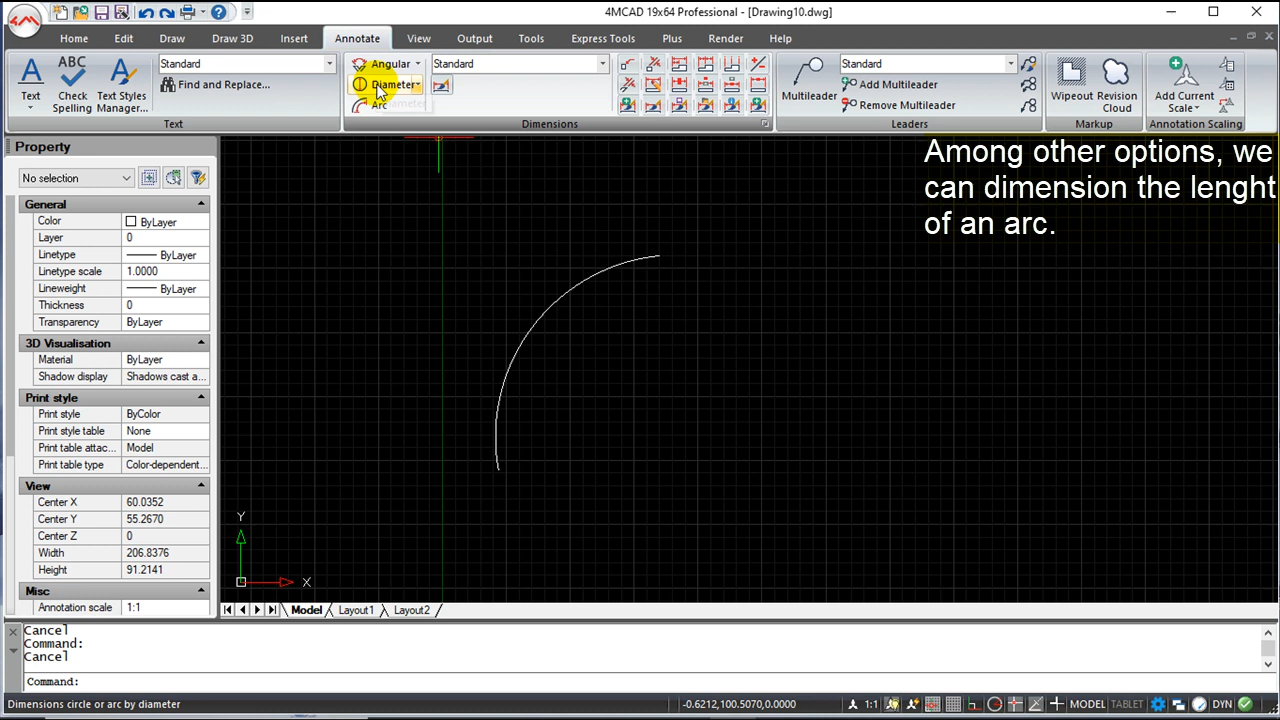 4MCAD 19x64 Professional - [Drawing10.dwg]
Home Edit Draw Draw 3D Insert Annotate View Output Tools Express Tools Plus Render Help
Text
ABC
Check Spelling
Text Styles Manager...
Standard
Find and Replace...
Text
Angular
Diameter
Arc
Standard
Dimensions
Multileader
Standard
Add Multileader
Remove Multileader
Leaders
Wipeout
Revision Cloud
Markup
Add Current Scale
Annotation Scaling
Property
No selection
General
Color ByLayer
Layer 0
Linetype ByLayer
Linetype scale 1.0000
Lineweight ByLayer
Thickness 0
Transparency ByLayer
3D Visualisation
Material ByLayer
Shadow display Shadows cast a...
Print style
Print style ByColor
Print style table None
Print table attac... Model
Print table type Color-dependent...
View
Center X 60.0352
Center Y 55.2670
Center Z 0
Width 206.8376
Height 91.2141
Misc
Annotation scale 1:1
Among other options, we
can dimension the lenght
of an arc.
Y
X
Model Layout1 Layout2
Cancel
Command:
Cancel
Command:
Dimensions circle or arc by diameter
-0.6212,100.5070,0.0000
1:1
MODEL TABLET
DYN